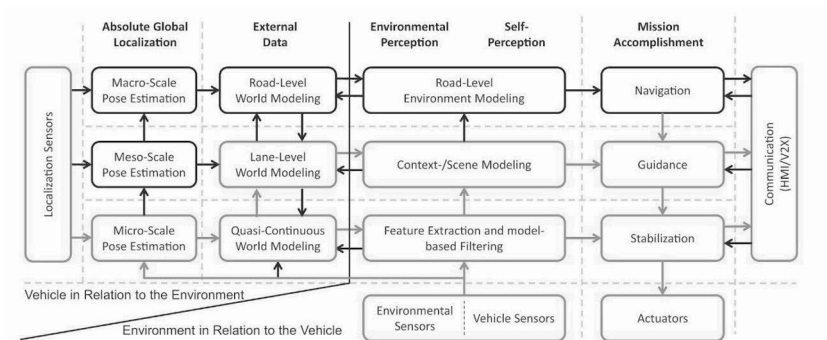 Absolute Global
Localization
External
Data
Environmental
Perception
Self-
Perception
Mission
Accomplishment
Localization Sensors
Macro-Scale
Pose Estimation
Road-Level
World Modeling
Road-Level
Environment Modeling
Navigation
Communication
(HMI/V2X)
Meso-Scale
Pose Estimation
Lane-Level
World Modeling
Context-/Scene Modeling
Guidance
Micro-Scale
Pose Estimation
Quasi-Continuous
World Modeling
Feature Extraction and model-
based Filtering
Stabilization
Vehicle in Relation to the Environment
Environment in Relation to the Vehicle
Environmental
Sensors
Vehicle Sensors
Actuators